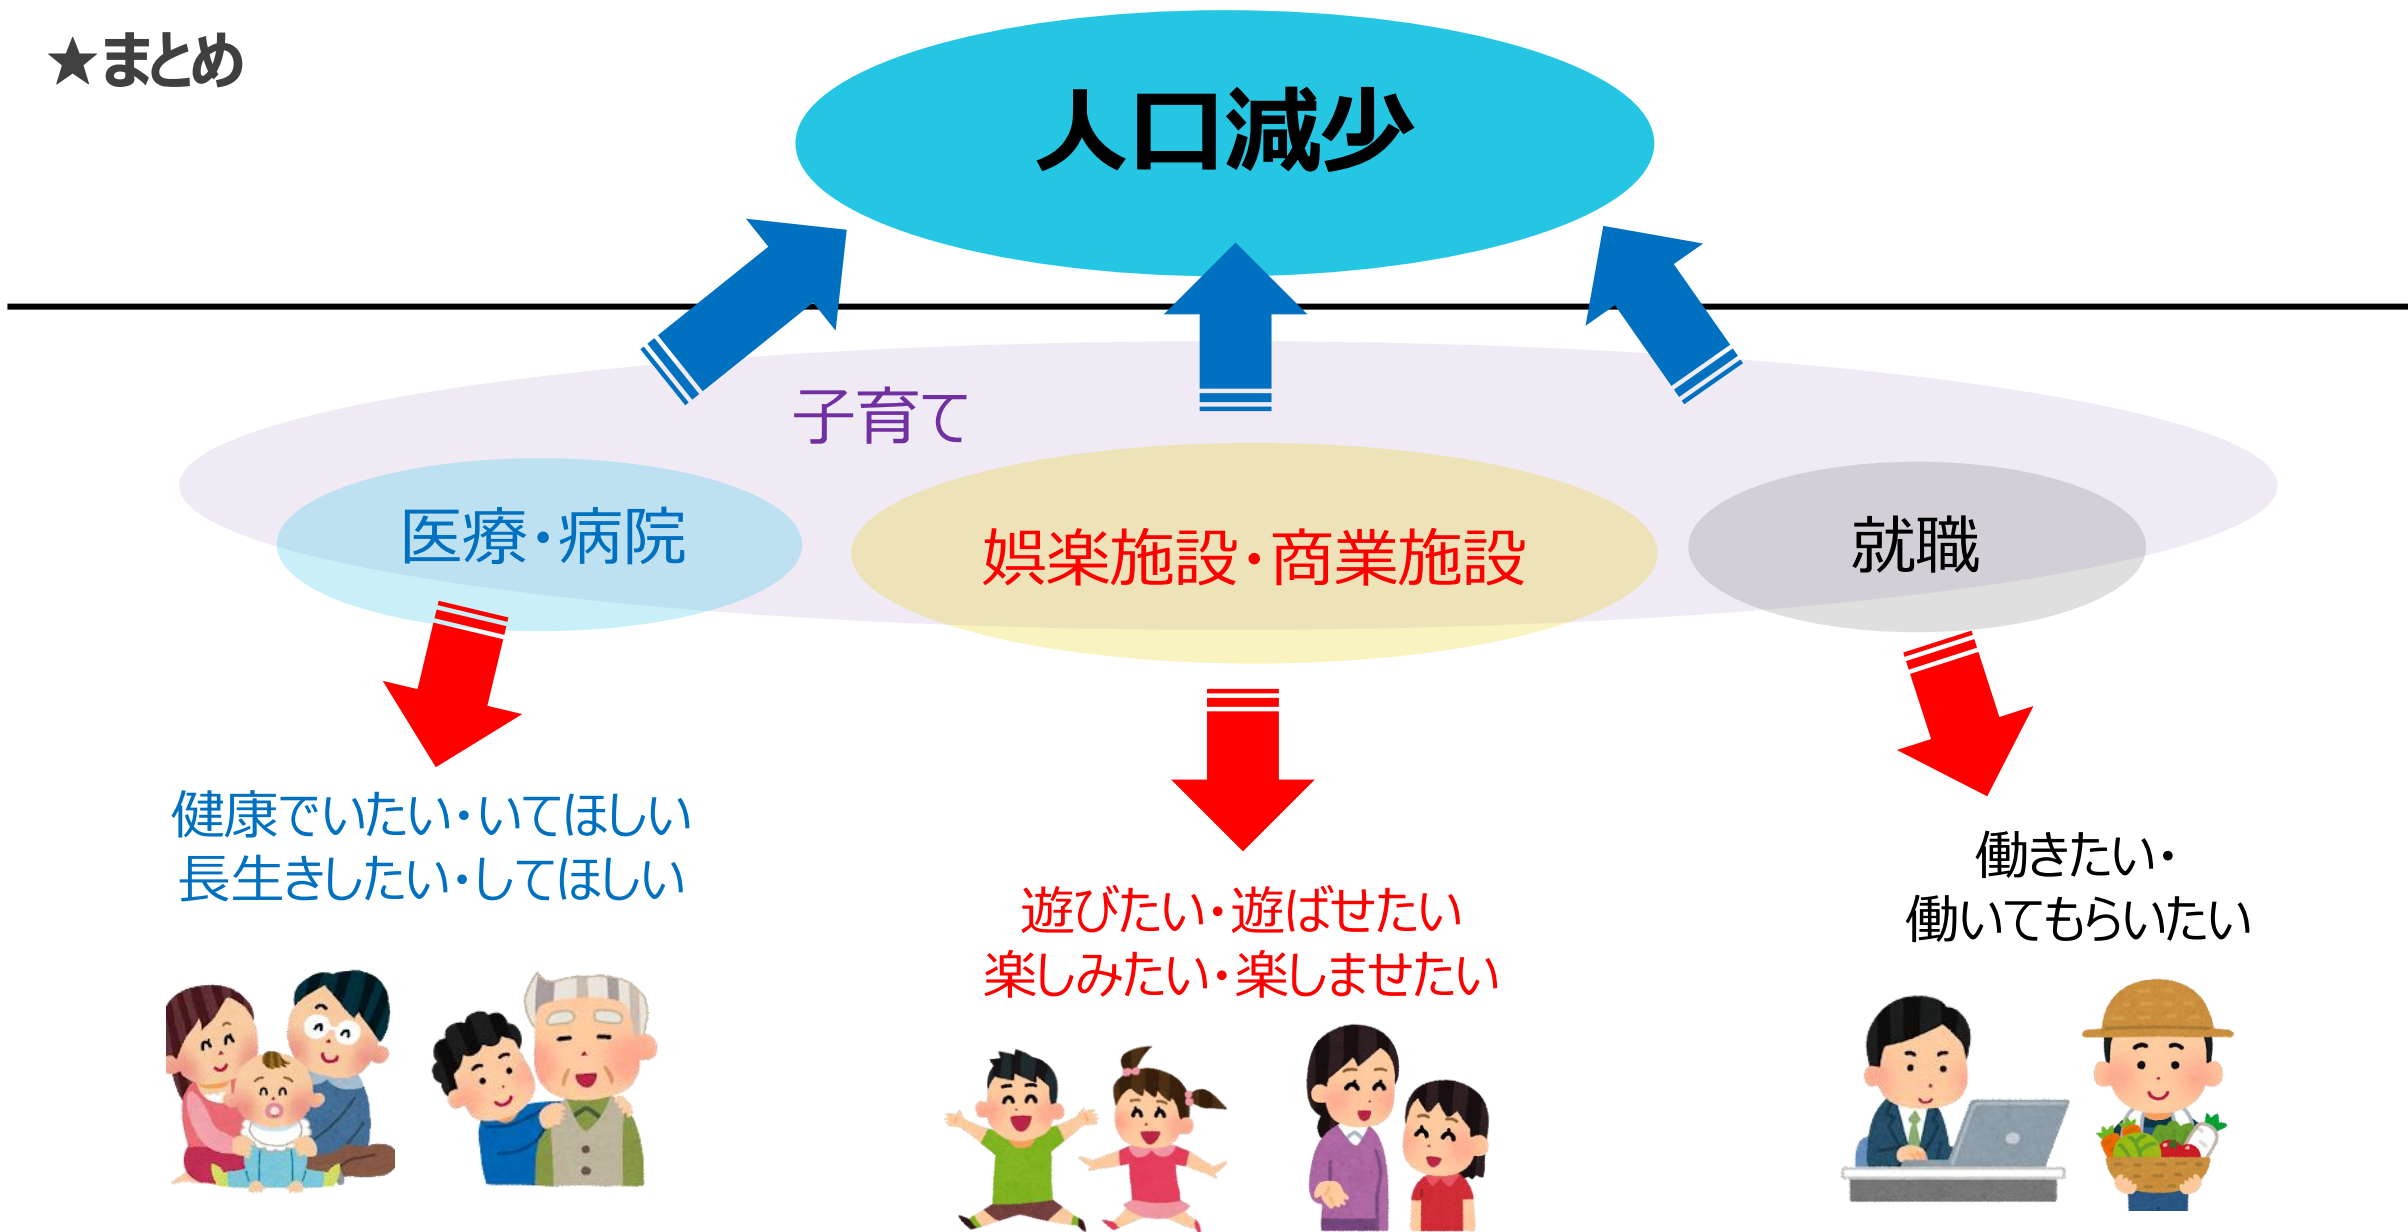 ★まとめ
人口減少
子育て
医療・病院
娯楽施設・商業施設
就職
健康でいたい・いてほしい
長生きしたい・してほしい
遊びたい・遊ばせたい
楽しみたい・楽しませたい
働きたい・
働いてもらいたい